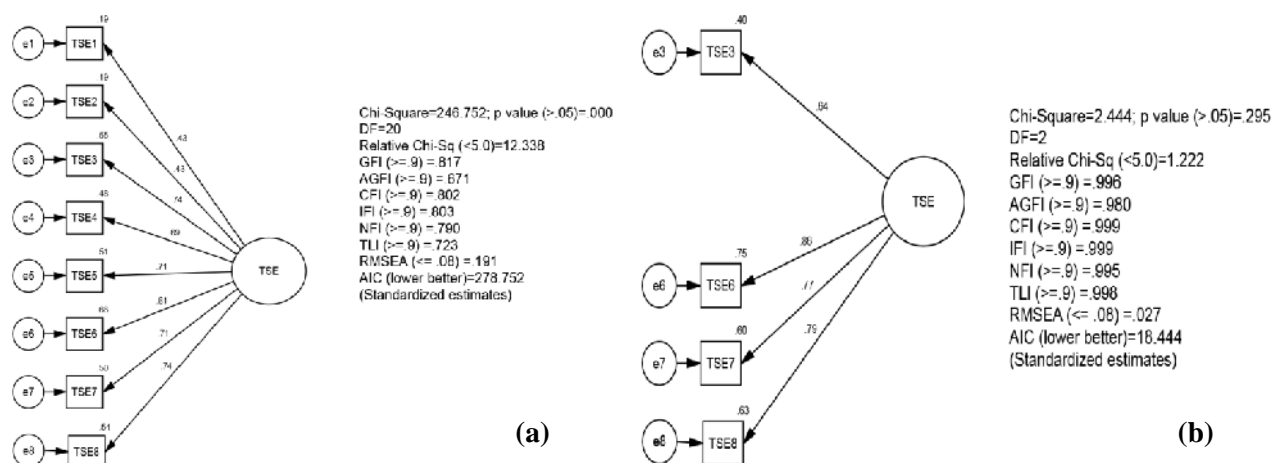 .19
e1 TSE1
.43
.19
e2 TSE2
.43
e3 TSE3
.74
.48
e4 TSE4
.69
.51
e5 TSE5
.71
e6 TSE6
.81
.50
e7 TSE7
.71
e8 TSE8
.74
TSE
Chi-Square=246.752; p value (>.05)=.000
DF=20
Relative Chi-Sq (<5.0)=12.338
GFI (>=.9) =.817
AGFI (>=.9) =.671
CFI (>=.9) =.802
IFI (>=.9) =.803
NFI (>=.9) =.790
TLI (>=.9) =.723
RMSEA (<= .08) =.191
AIC (lower better)=278.752
(Standardized estimates)
(a)
.40
e3 TSE3
.64
TSE
.75
e6 TSE6
.86
.60
e7 TSE7
.77
.63
e8 TSE8
.79
Chi-Square=2.444; p value (>.05)=.295
DF=2
Relative Chi-Sq (<5.0)=1.222
GFI (>=.9) =.996
AGFI (>=.9) =.980
CFI (>=.9) =.999
IFI (>=.9) =.999
NFI (>=.9) =.995
TLI (>=.9) =.998
RMSEA (<= .08) =.027
AIC (lower better)=18.444
(Standardized estimates)
(b)